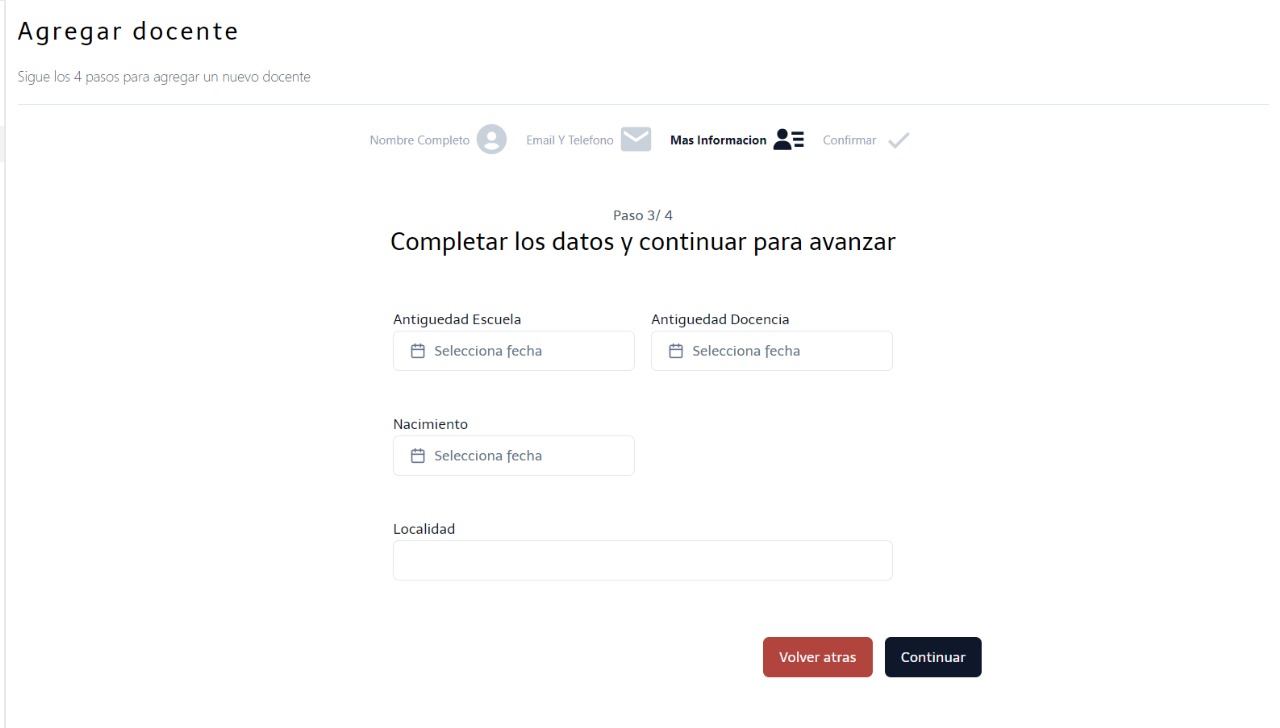 Agregar docente
Sigue los 4 pasos para agregar un nuevo docente
Nombre Completo Email Y Telefono Mas Informacion Confirmar
Paso 3/ 4
Completar los datos y continuar para avanzar
Antiguedad Escuela Antiguedad Docencia
Selecciona fecha Selecciona fecha
Nacimiento
Selecciona fecha
Localidad
Volver atras Continuar